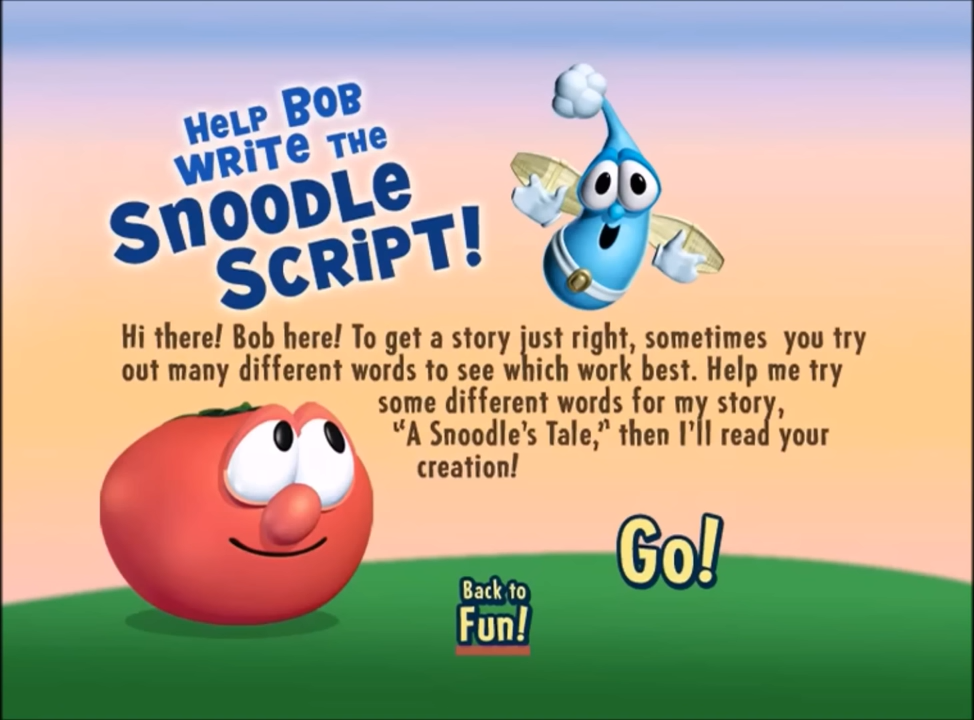 HeLP BOB
WRiTe THe
SnOODLe
SCRiPT!
Hi there! Bob here! To get a story just right, sometimes you try
out many different words to see which work best. Help me try
some different words for my story,
“A Snoodle’s Tale,” then I’ll read your
creation!
Go!
Back to
Fun!